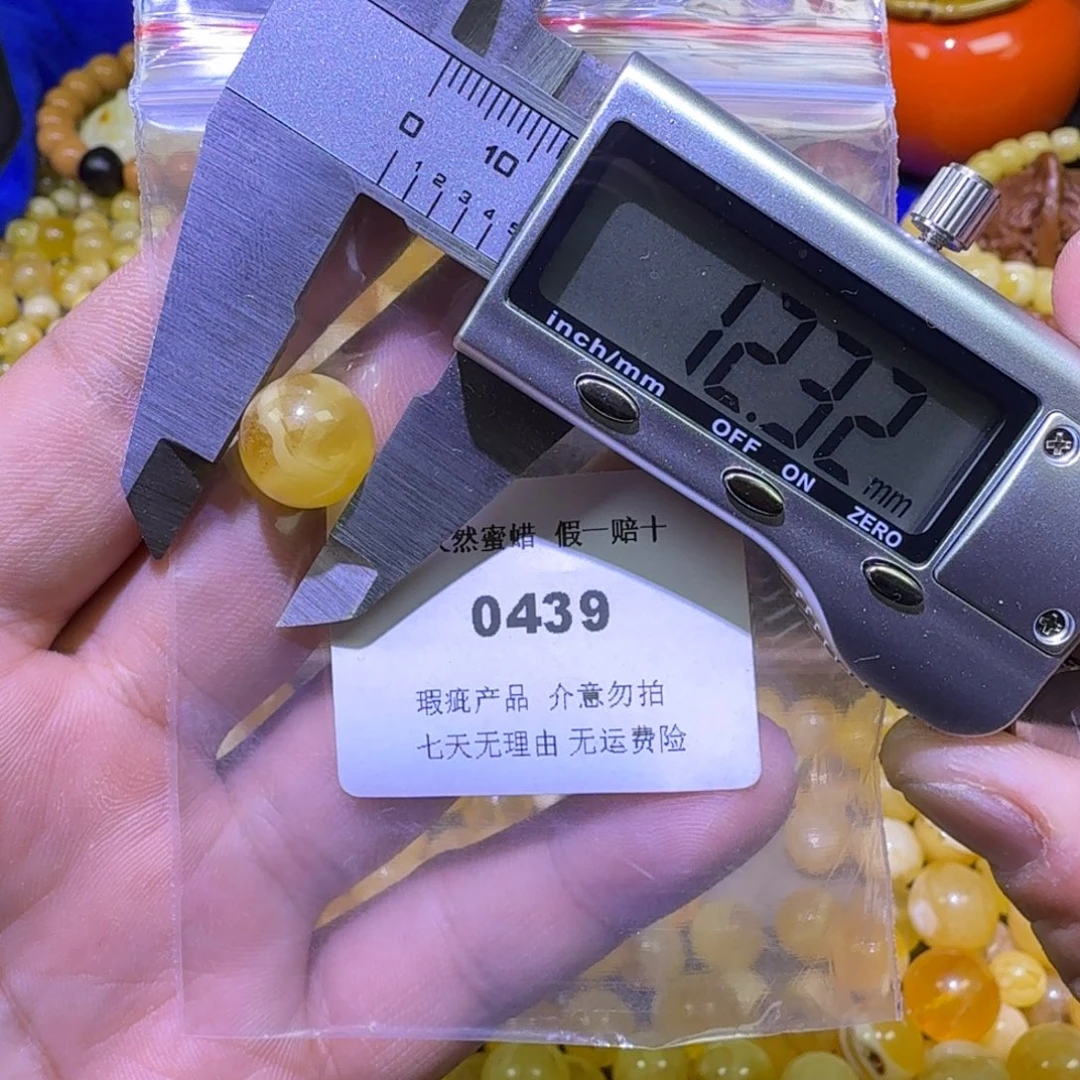 0
10
1 2 3 4 5
12.32
mm
inch/mm
OFF ON
ZERO
然蜜蜡 假一赔十
0439
瑕疵产品 介意勿拍
七天无理由 无运费险